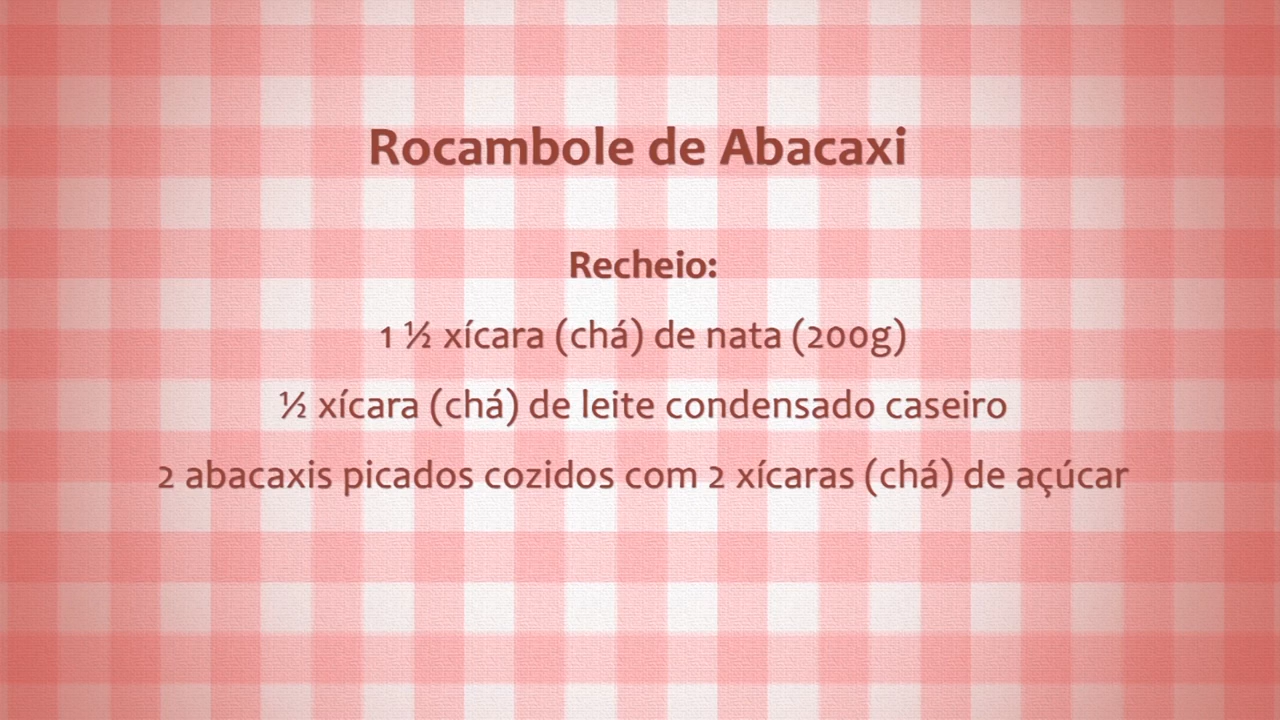 Rocambole de Abacaxi
Recheio:
1 ½ xícara (chá) de nata (200g)
½ xícara (chá) de leite condensado caseiro
2 abacaxis picados cozidos com 2 xícaras (chá) de açúcar